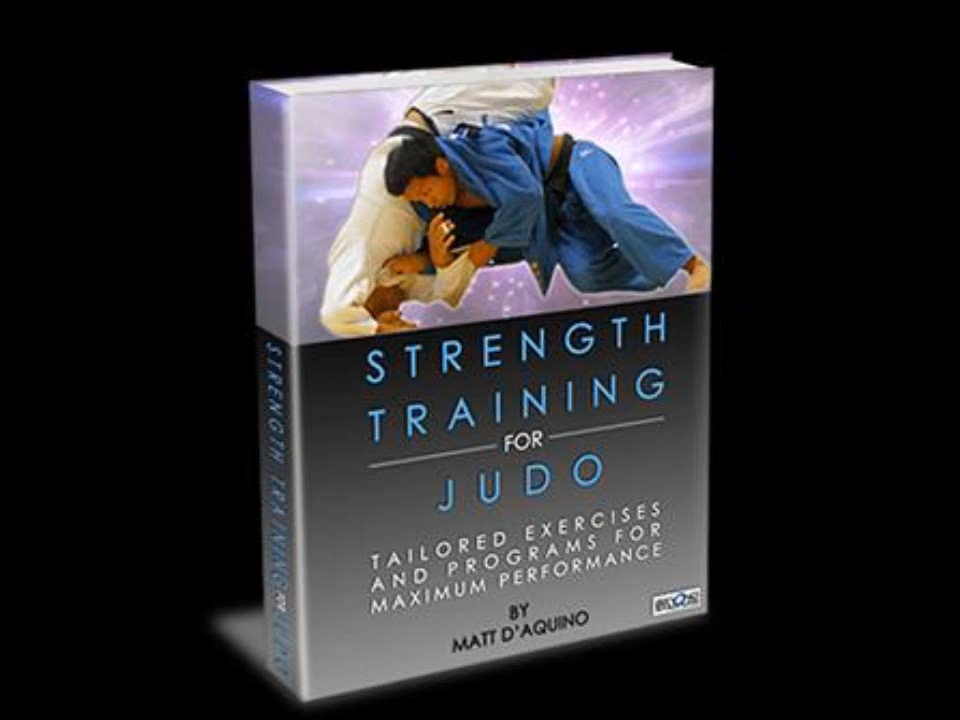 STRENGTH
TRAINING
FOR
JUDO
TAILORED EXERCISES
AND PROGRAMS FOR
MAXIMUM PERFORMANCE
BY
MATT D'AQUINO
STRENGTH TRAINING FOR JUDO